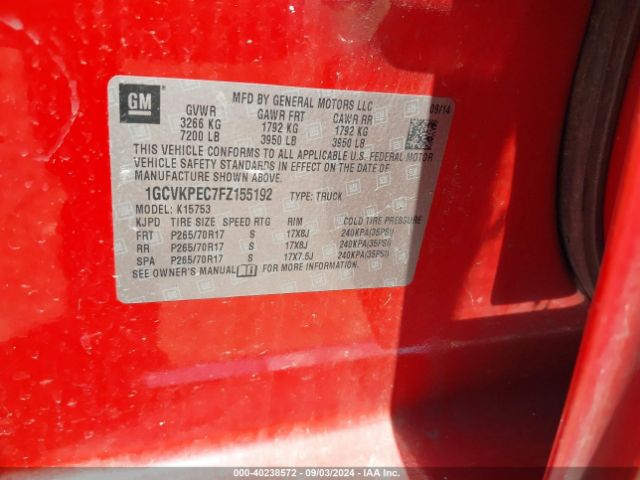 GM
MFD BY GENERAL MOTORS LLC
09/14
GVWR GAWR FRT GAWR RR
3266 KG 1792 KG 1792 KG
7200 LB 3950 LB 3950 LB
THIS VEHICLE CONFORMS TO ALL APPLICABLE U.S. FEDERAL MOTOR
VEHICLE SAFETY STANDARDS IN EFFECT ON THE DATE OF
MANUFACTURE SHOWN ABOVE.
1GCVKPEC7FZ155192 TYPE: TRUCK
MODEL: K15753
KJPD TIRE SIZE SPEED RTG RIM COLD TIRE PRESSURE
FRT P265/70R17 S 17X8J 240KPA(35PSI)
RR P265/70R17 S 17X8J 240KPA(35PSI)
SPA P265/70R17 S 17X7.5J 240KPA(35PSI)
SEE OWNER'S MANUAL FOR MORE INFORMATION.
000-40238572 - 09/03/2024 - IAA Inc.